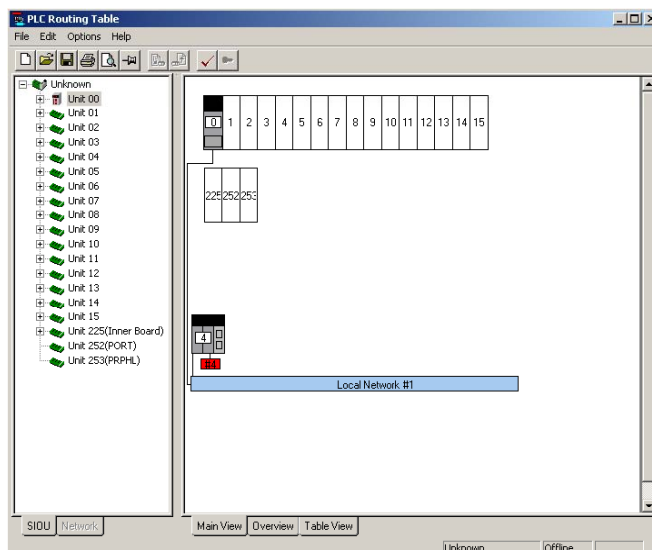 PLC Routing Table
File Edit Options Help
Unknown
Unit 00
Unit 01
Unit 02
Unit 03
Unit 04
Unit 05
Unit 06
Unit 07
Unit 08
Unit 09
Unit 10
Unit 11
Unit 12
Unit 13
Unit 14
Unit 15
Unit 225(Inner Board)
Unit 252(PORT)
Unit 253(PRPHL)
0 1 2 3 4 5 6 7 8 9 10 11 12 13 14 15
225 252 253
4
#4
Local Network #1
SIOU Network
Main View Overview Table View
Unknown Offline